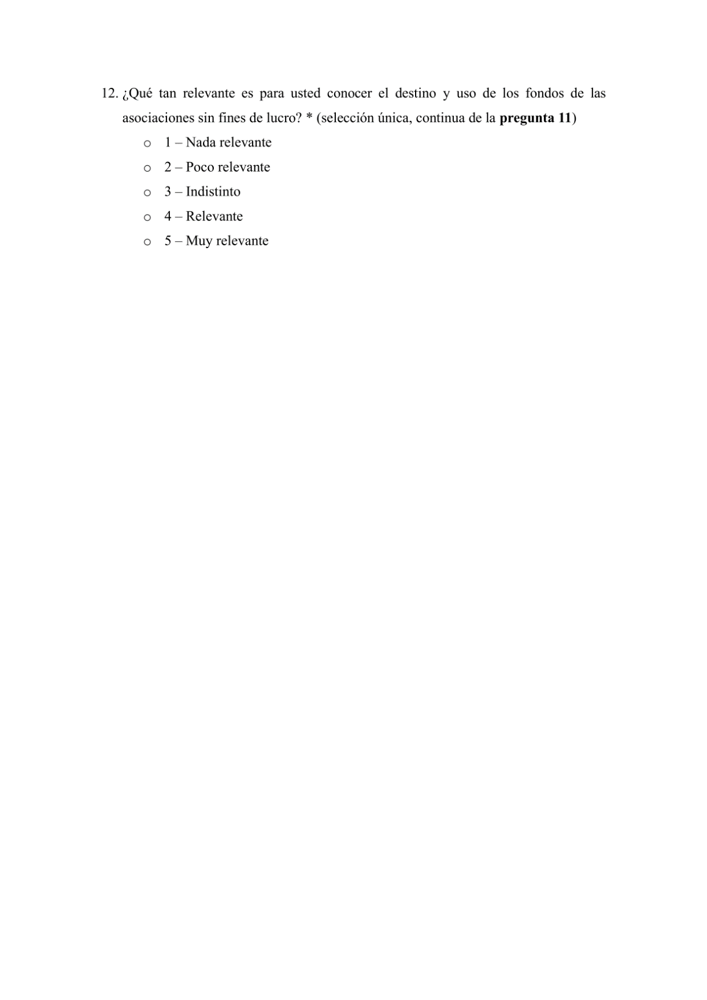 12. ¿Qué tan relevante es para usted conocer el destino y uso de los fondos de las
asociaciones sin fines de lucro? * (selección única, continua de la pregunta 11)
o 1 – Nada relevante
o 2 – Poco relevante
o 3 – Indistinto
o 4 – Relevante
o 5 – Muy relevante